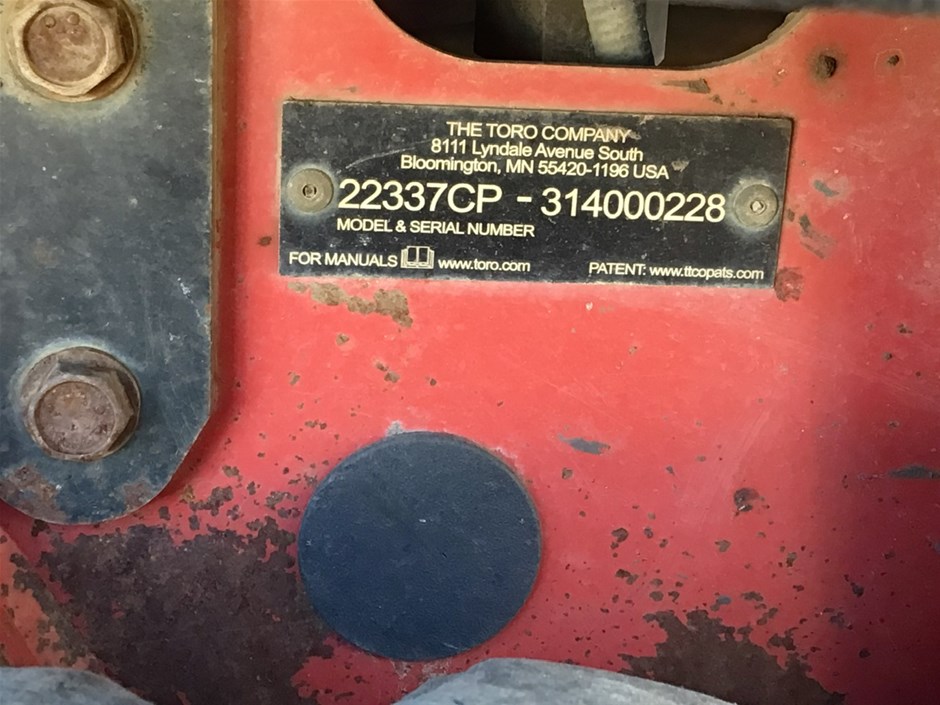 THE TORO COMPANY
8111 Lyndale Avenue South
Bloomington, MN 55420-1196 USA
22337CP - 314000228
MODEL & SERIAL NUMBER
FOR MANUALS www.toro.com PATENT: www.ttcopats.com